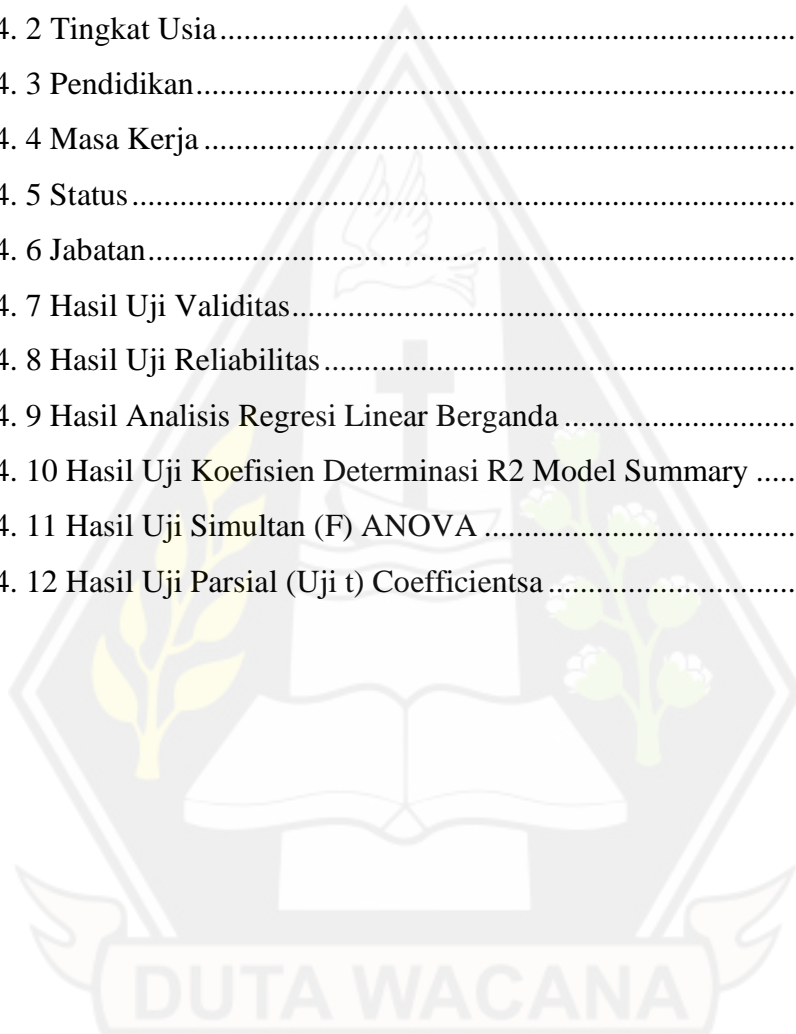 4. 2 Tingkat Usia................................................................................
4. 3 Pendidikan...................................................................................
4. 4 Masa Kerja..................................................................................
4. 5 Status...........................................................................................
4. 6 Jabatan.........................................................................................
4. 7 Hasil Uji Validitas.......................................................................
4. 8 Hasil Uji Reliabilitas...................................................................
4. 9 Hasil Analisis Regresi Linear Berganda.....................................
4. 10 Hasil Uji Koefisien Determinasi R2 Model Summary .....
4. 11 Hasil Uji Simultan (F) ANOVA...............................................
4. 12 Hasil Uji Parsial (Uji t) Coefficientsa......................................
DUTA WACANA